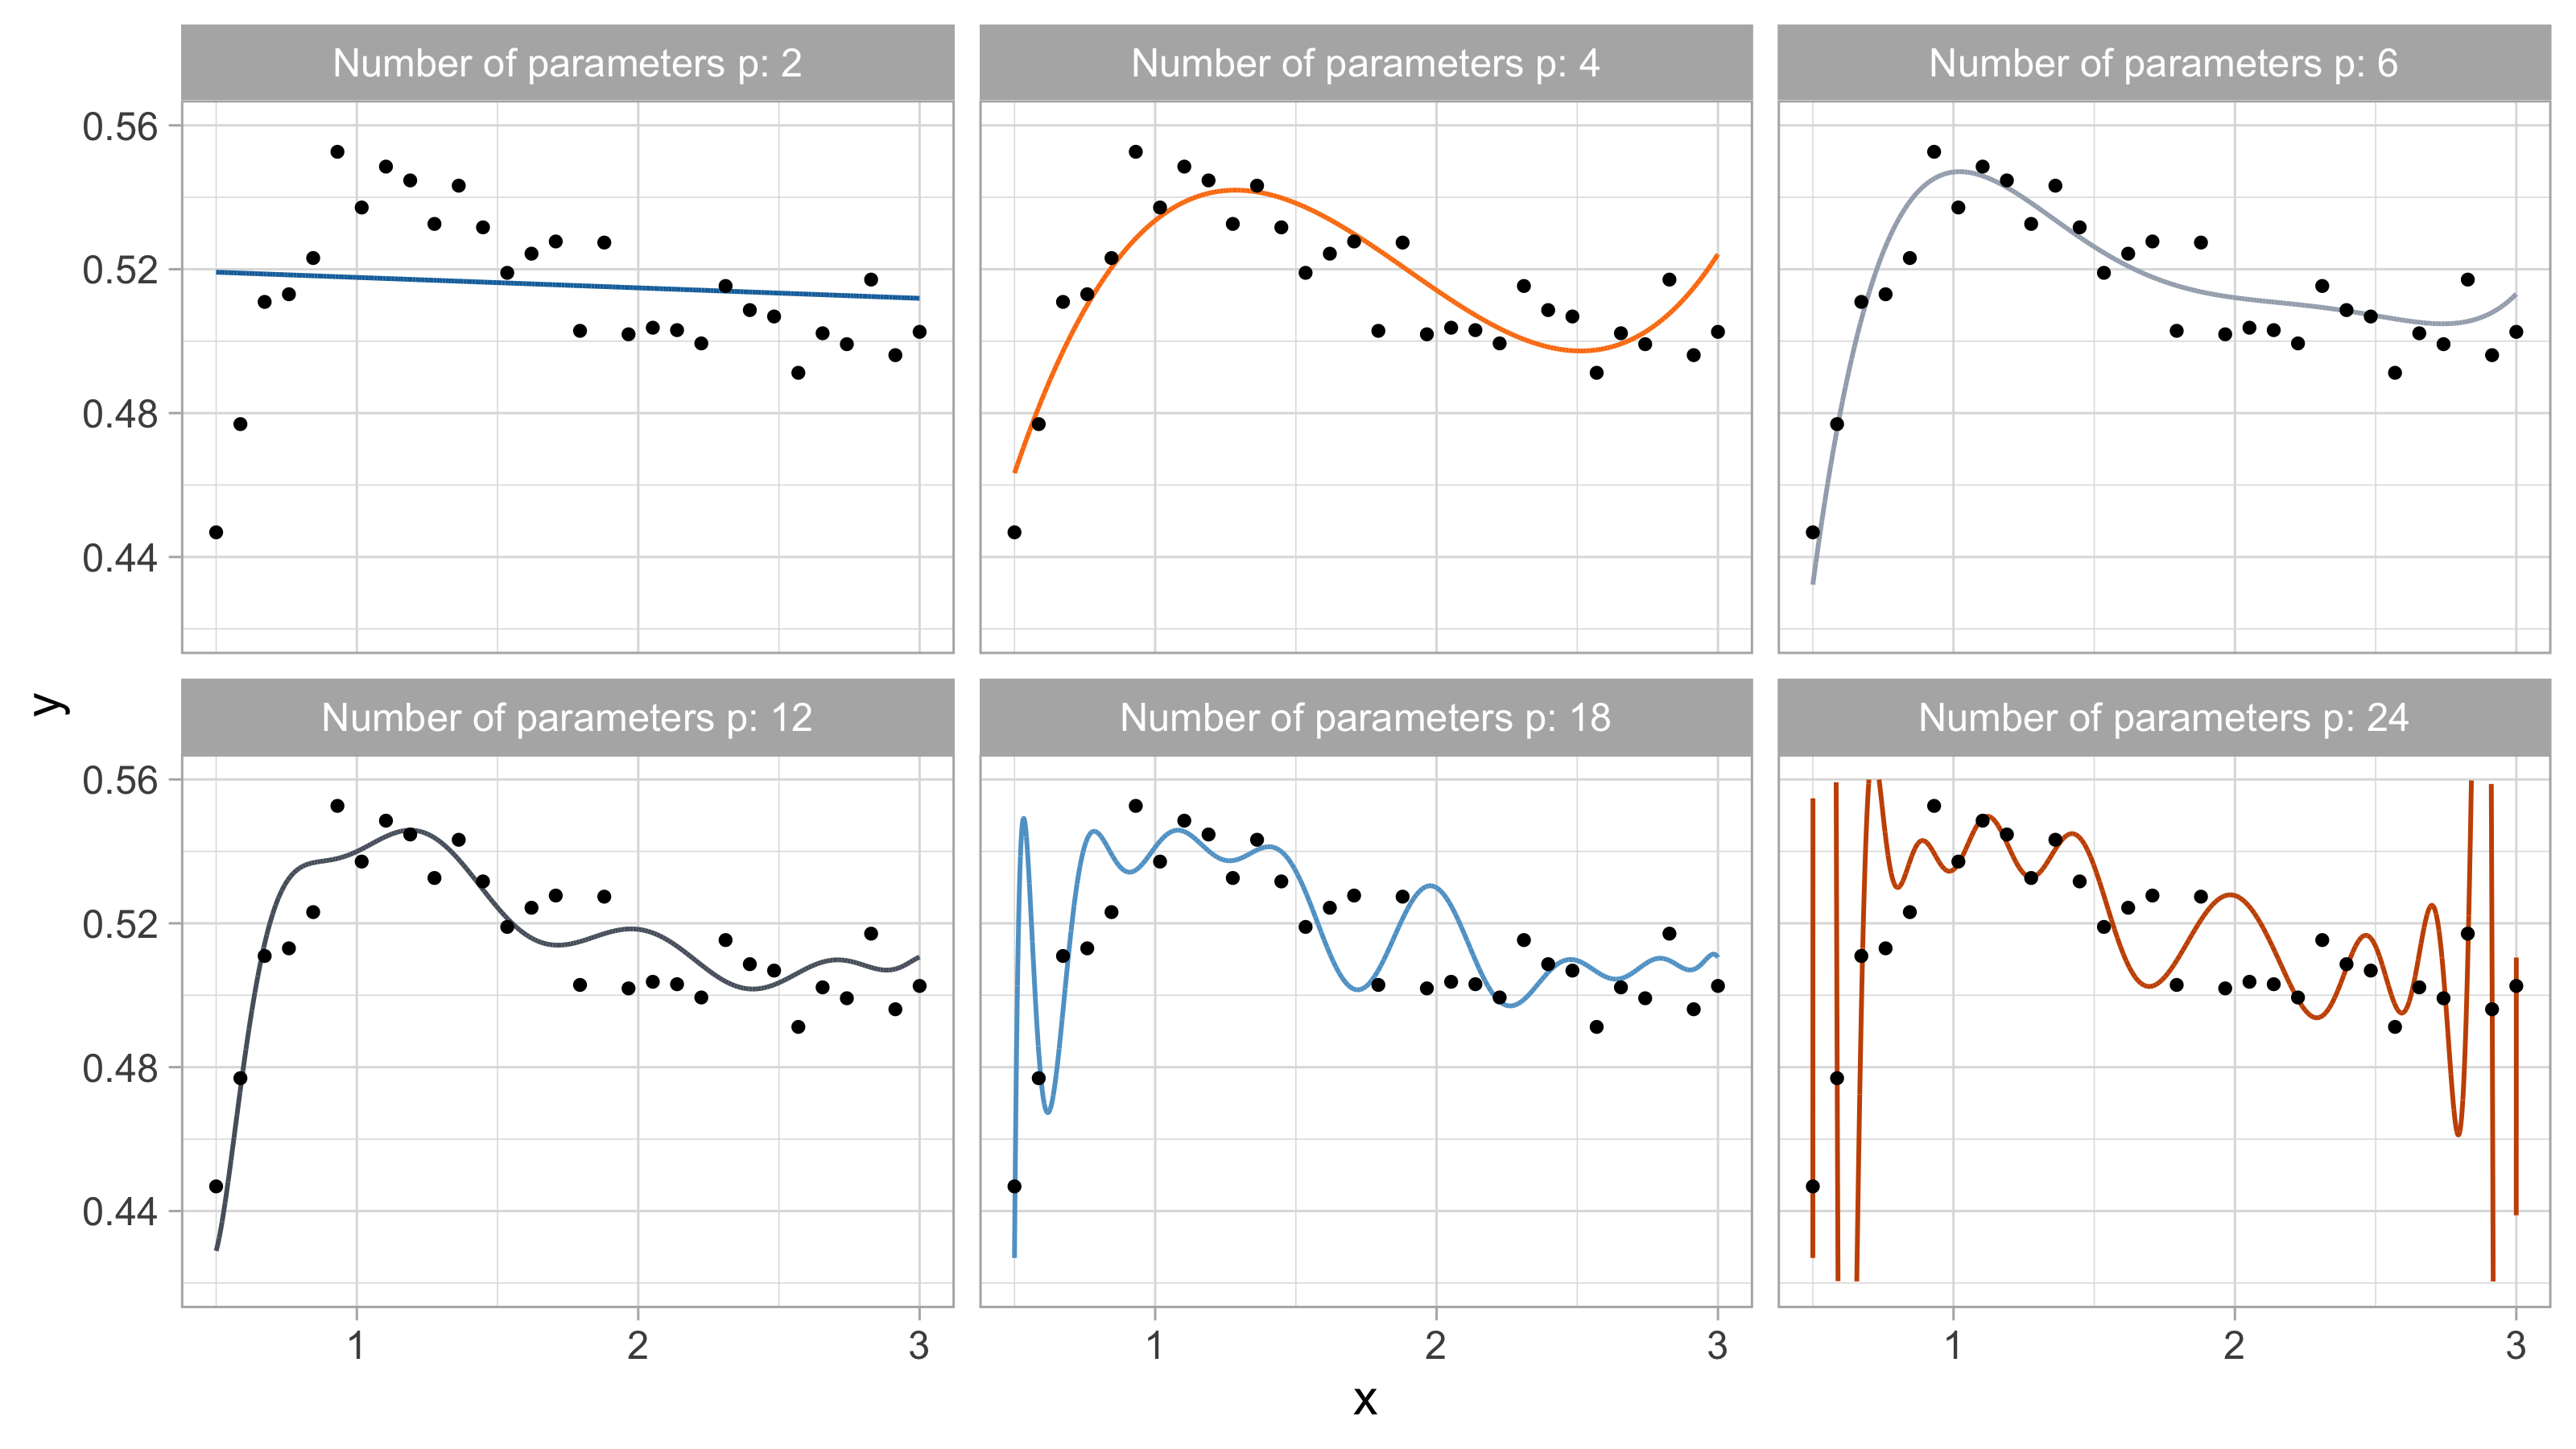 Number of parameters p: 2
Number of parameters p: 4
Number of parameters p: 6
0.56
0.52
0.48
0.44
y
Number of parameters p: 12
Number of parameters p: 18
Number of parameters p: 24
0.56
0.52
0.48
0.44
1 2 3
1 2 3
1 2 3
x